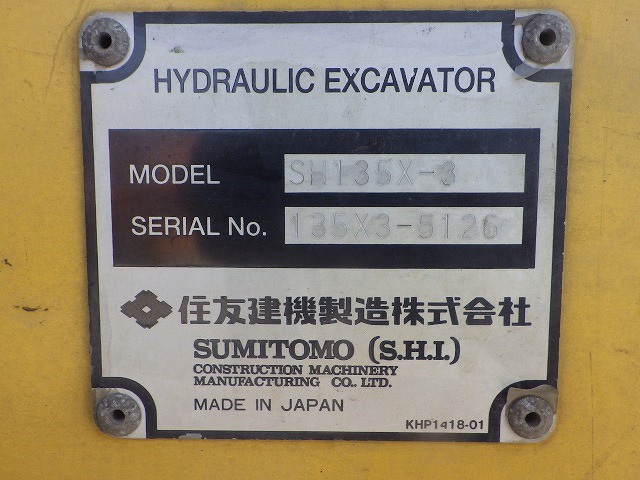 HYDRAULIC EXCAVATOR
MODEL SH135X-3
SERIAL No. 135X3-5126
住友建機製造株式会社
SUMITOMO (S.H.I.)
CONSTRUCTION MACHINERY
MANUFACTURING CO., LTD.
MADE IN JAPAN
KHP1418-01